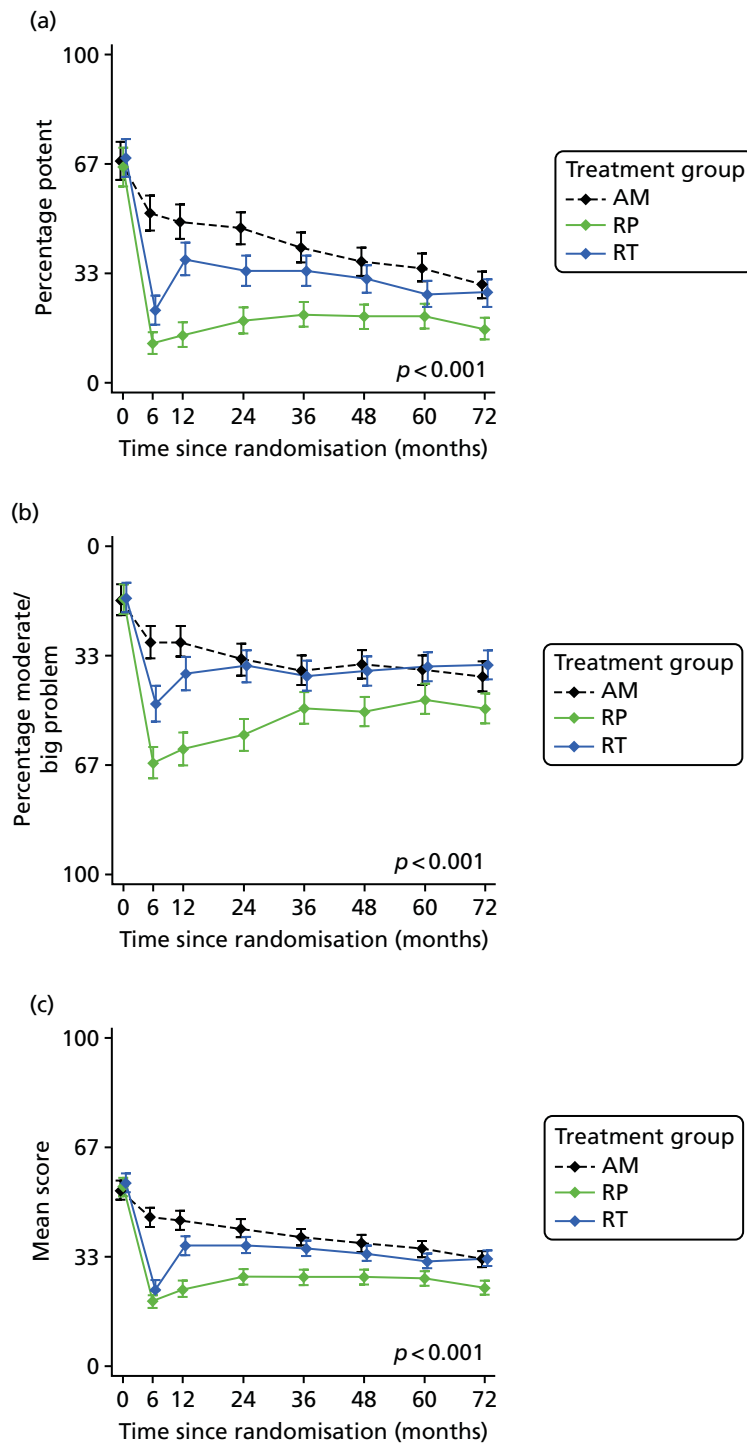 (a)
100
67
33
0
Percentage potent
p < 0.001
0 6 12 24 36 48 60 72
Time since randomisation (months)
Treatment group
AM
RP
RT
(b)
0
33
67
100
Percentage moderate/
big problem
p < 0.001
0 6 12 24 36 48 60 72
Time since randomisation (months)
Treatment group
AM
RP
RT
(c)
100
67
33
0
Mean score
p < 0.001
0 6 12 24 36 48 60 72
Time since randomisation (months)
Treatment group
AM
RP
RT